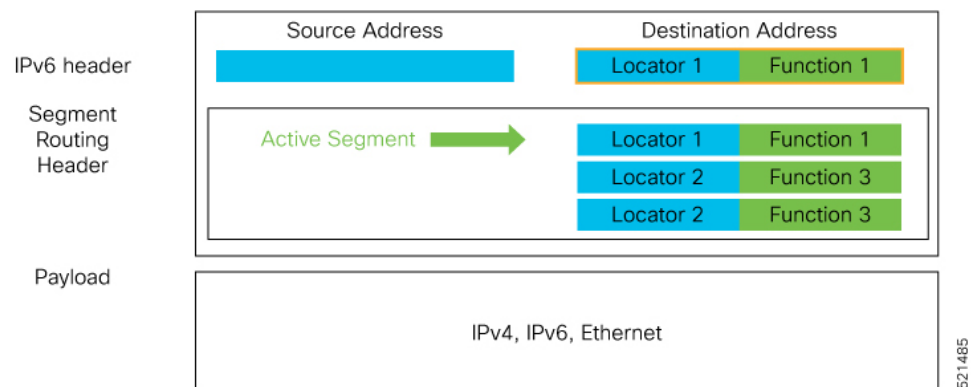 Source Address
Destination Address
IPv6 header
Locator 1
Function 1
Segment
Routing
Header
Active Segment
Locator 1
Function 1
Locator 2
Function 3
Locator 2
Function 3
Payload
IPv4, IPv6, Ethernet
521485